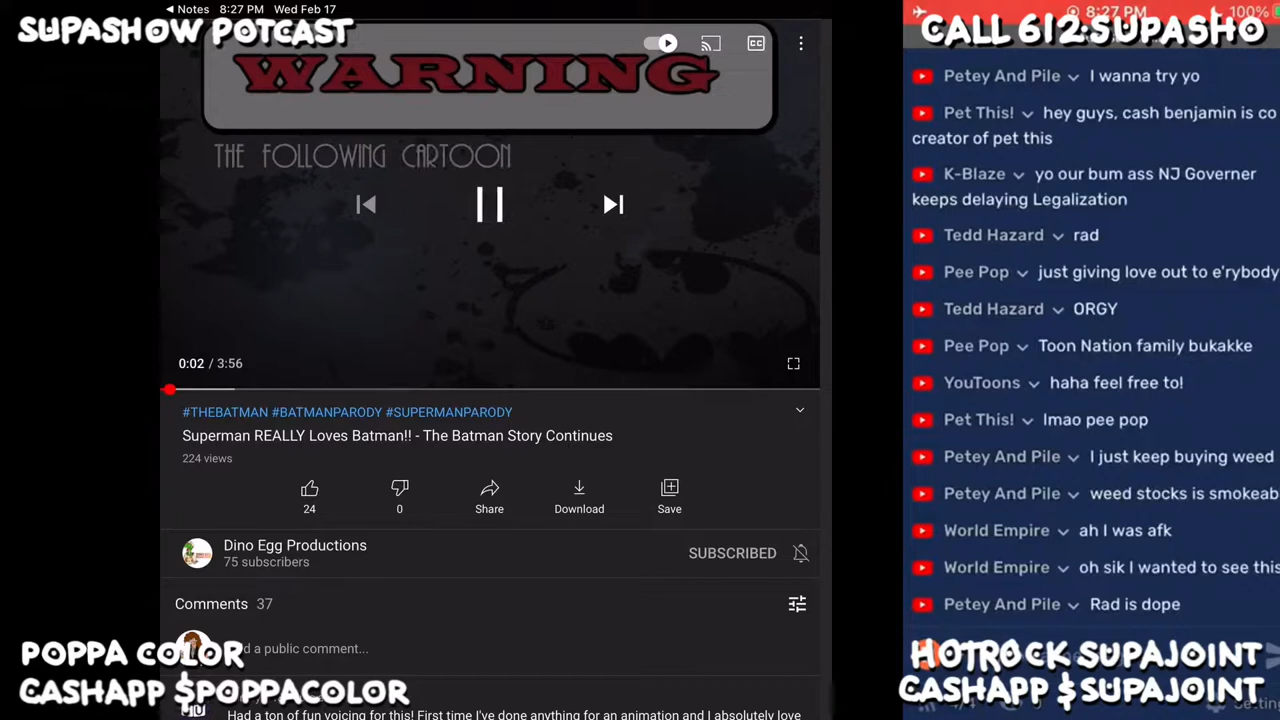 Notes 8:27 PM Wed Feb 17
SUPASHOW POTCAST
WARNING
CC
THE FOLLOWING CARTOON
0:02 / 3:56
#THEBATMAN #BATMANPARODY #SUPERMANPARODY
Superman REALLY Loves Batman!! - The Batman Story Continues
224 views
24
0
Share
Download
Save
Dino Egg Productions
75 subscribers
SUBSCRIBED
Comments 37
d a public comment...
Had a ton of fun voicing for this! First time I've done anything for an animation and I absolutely love
POPPA COLOR
CASHAPP $POPPACOLOR
8:27 PM
100%
CALL 612-SUPASHO
Petey And Pile I wanna try yo
Pet This! hey guys, cash benjamin is co
creator of pet this
K-Blaze yo our bum ass NJ Governer
keeps delaying Legalization
Tedd Hazard rad
Pee Pop just giving love out to e'rybody
Tedd Hazard ORGY
Pee Pop Toon Nation family bukakke
YouToons haha feel free to!
Pet This! lmao pee pop
Petey And Pile I just keep buying weed
Petey And Pile weed stocks is smokeab
World Empire ah I was afk
World Empire oh sik I wanted to see this
Petey And Pile Rad is dope
HOTROCK SUPAJOINT
CASHAPP $SUPAJOINT